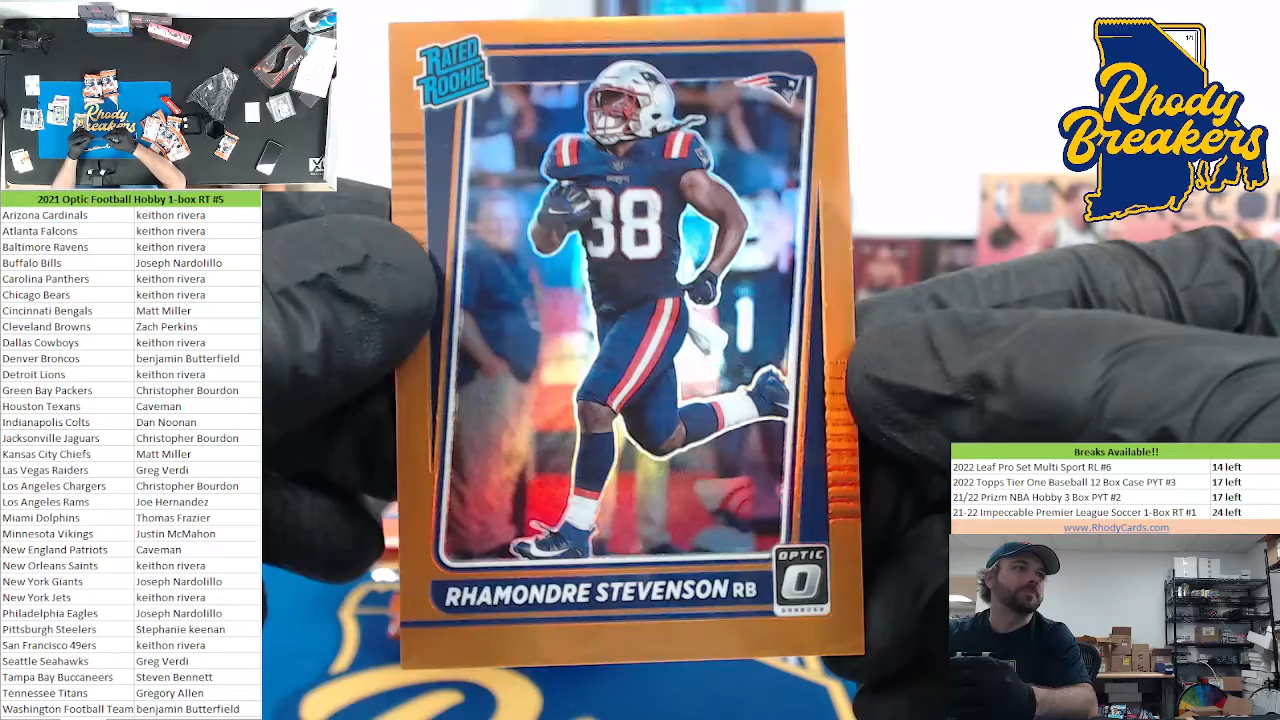 RATED
ROOKIE
38
RHAMONDRE STEVENSON RB
OPTIC
DONRUSS
Rhody
Breakers
1/1
Rhody
Breakers
2021 Optic Football Hobby 1-box RT #5
Arizona Cardinals keithon rivera
Atlanta Falcons keithon rivera
Baltimore Ravens keithon rivera
Buffalo Bills Joseph Nardolillo
Carolina Panthers keithon rivera
Chicago Bears keithon rivera
Cincinnati Bengals Matt Miller
Cleveland Browns Zach Perkins
Dallas Cowboys keithon rivera
Denver Broncos benjamin Butterfield
Detroit Lions keithon rivera
Green Bay Packers Christopher Bourdon
Houston Texans Caveman
Indianapolis Colts Dan Noonan
Jacksonville Jaguars Christopher Bourdon
Kansas City Chiefs Matt Miller
Las Vegas Raiders Greg Verdi
Los Angeles Chargers Christopher Bourdon
Los Angeles Rams Joe Hernandez
Miami Dolphins Thomas Frazier
Minnesota Vikings Justin McMahon
New England Patriots Caveman
New Orleans Saints keithon rivera
New York Giants Joseph Nardolillo
New York Jets keithon rivera
Philadelphia Eagles Joseph Nardolillo
Pittsburgh Steelers Stephanie keenan
San Francisco 49ers keithon rivera
Seattle Seahawks Greg Verdi
Tampa Bay Buccaneers Steven Bennett
Tennessee Titans Gregory Allen
Washington Football Team benjamin Butterfield
Breaks Available!!
2022 Leaf Pro Set Multi Sport RL #6 14 left
2022 Topps Tier One Baseball 12 Box Case PYT #3 17 left
21/22 Prizm NBA Hobby 3 Box PYT #2 17 left
21-22 Impeccable Premier League Soccer 1-Box RT #1 24 left
www.RhodyCards.com